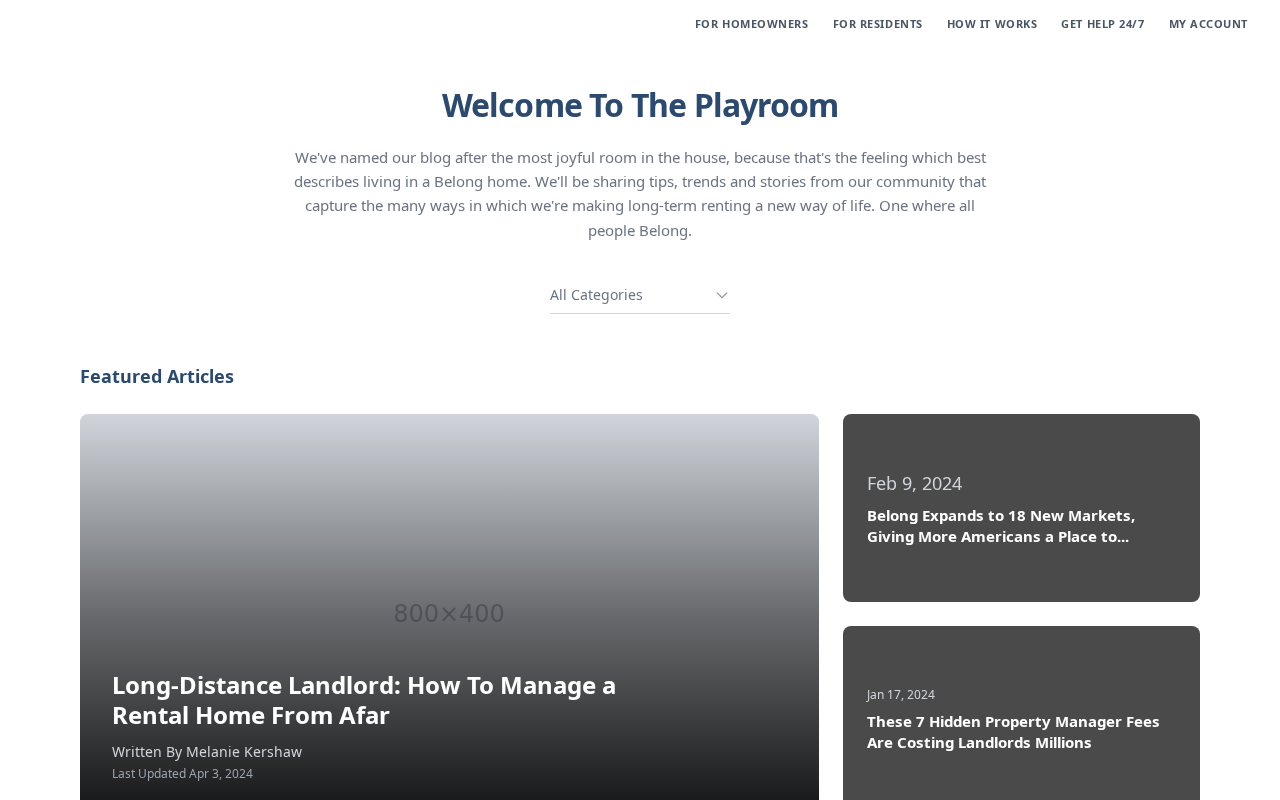 FOR HOMEOWNERS FOR RESIDENTS HOW IT WORKS GET HELP 24/7 MY ACCOUNT
Welcome To The Playroom
We've named our blog after the most joyful room in the house, because that's the feeling which best
describes living in a Belong home. We'll be sharing tips, trends and stories from our community that
capture the many ways in which we're making long-term renting a new way of life. One where all
people Belong.
All Categories
Featured Articles
800×400
Long-Distance Landlord: How To Manage a
Rental Home From Afar
Written By Melanie Kershaw
Last Updated Apr 3, 2024
Feb 9, 2024
Belong Expands to 18 New Markets,
Giving More Americans a Place to...
Jan 17, 2024
These 7 Hidden Property Manager Fees
Are Costing Landlords Millions